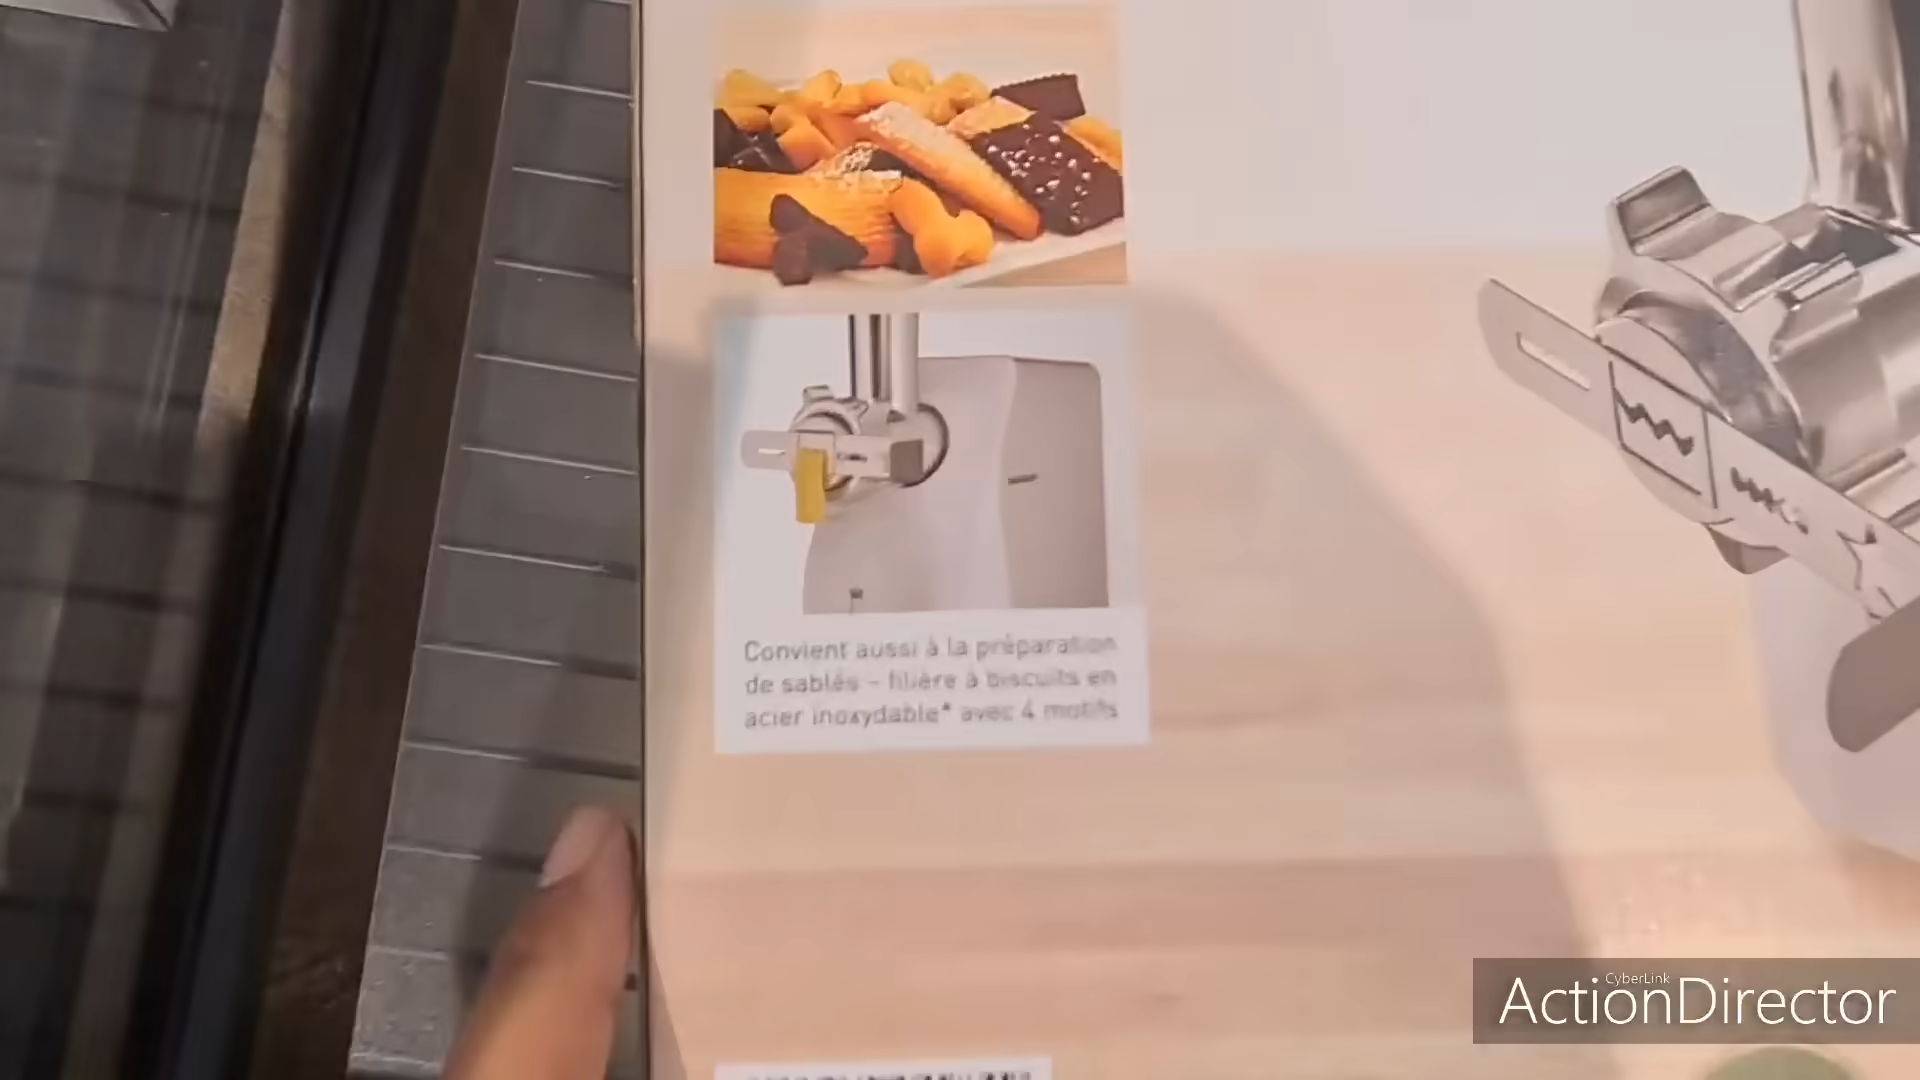 Convient aussi à la préparation
de sablés - filière à biscuits en
acier inoxydable* avec 4 motifs
CyberLink
ActionDirector